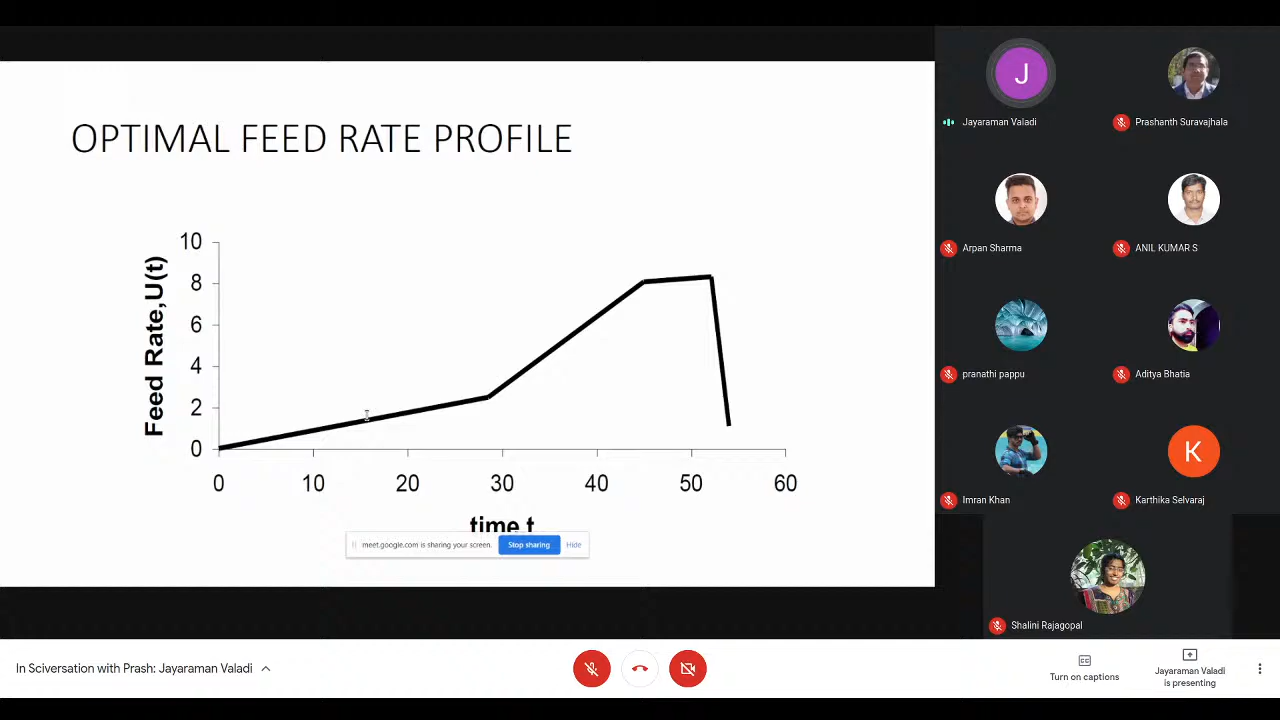 OPTIMAL FEED RATE PROFILE
Feed Rate,U(t)
10
8
6
4
2
0
0 10 20 30 40 50 60
time t
meet.google.com is sharing your screen. Stop sharing Hide
J
Jayaraman Valadi
Prashanth Suravajhala
Arpan Sharma
ANIL KUMAR S
pranathi pappu
Aditya Bhatia
Imran Khan
K
Karthika Selvaraj
Shalini Rajagopal
In Sciversation with Prash: Jayaraman Valadi
CC
Turn on captions
Jayaraman Valadi
is presenting